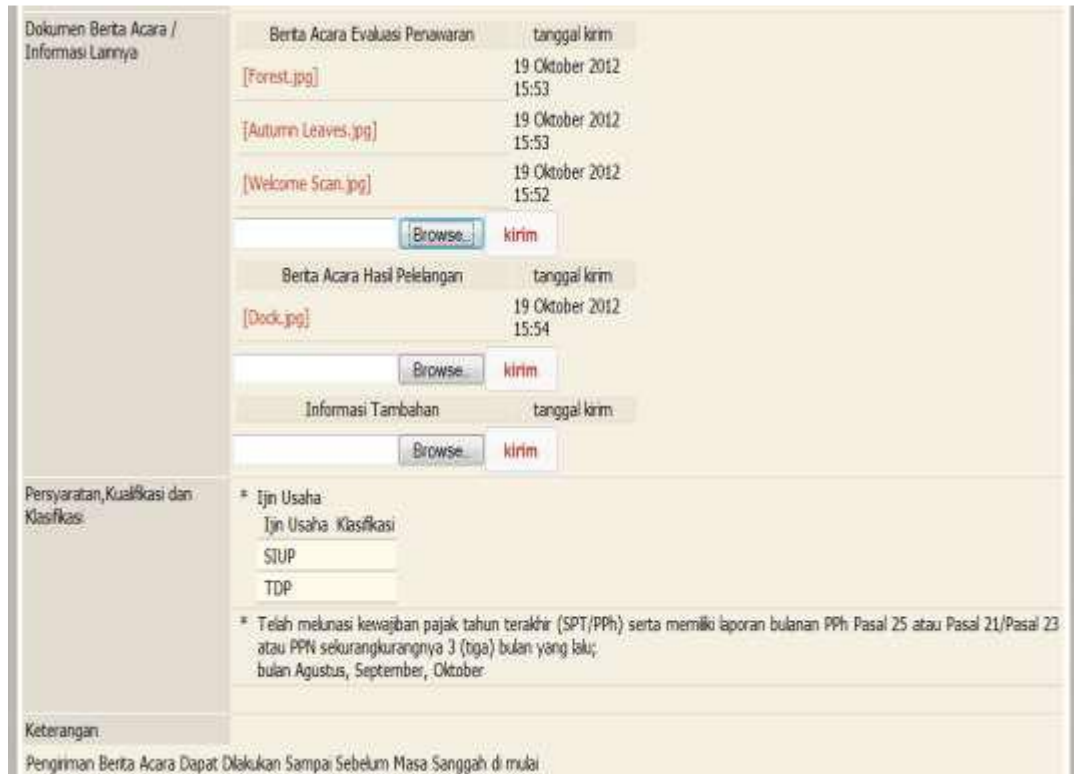 Dokumen Berita Acara /
Informasi Lainnya
Berita Acara Evaluasi Penawaran tanggal kirim
[Forest.jpg] 19 Oktober 2012
15:53
[Autumn Leaves.jpg] 19 Oktober 2012
15:53
[Welcome Scan.jpg] 19 Oktober 2012
15:52
Browse... kirim
Berita Acara Hasil Pelelangan tanggal kirim
[Dock.jpg] 19 Oktober 2012
15:54
Browse... kirim
Informasi Tambahan tanggal kirim
Browse... kirim
Persyaratan,Kualifikasi dan
Klasifikasi
* Ijin Usaha
Ijin Usaha Klasifikasi
SIUP
TDP
* Telah melunasi kewajiban pajak tahun terakhir (SPT/PPh) serta memiliki laporan bulanan PPh Pasal 25 atau Pasal 21/Pasal 23
atau PPN sekurangkurangnya 3 (tiga) bulan yang lalu;
bulan Agustus, September, Oktober
Keterangan
Pengiriman Berita Acara Dapat Dilakukan Sampai Sebelum Masa Sanggah di mulai